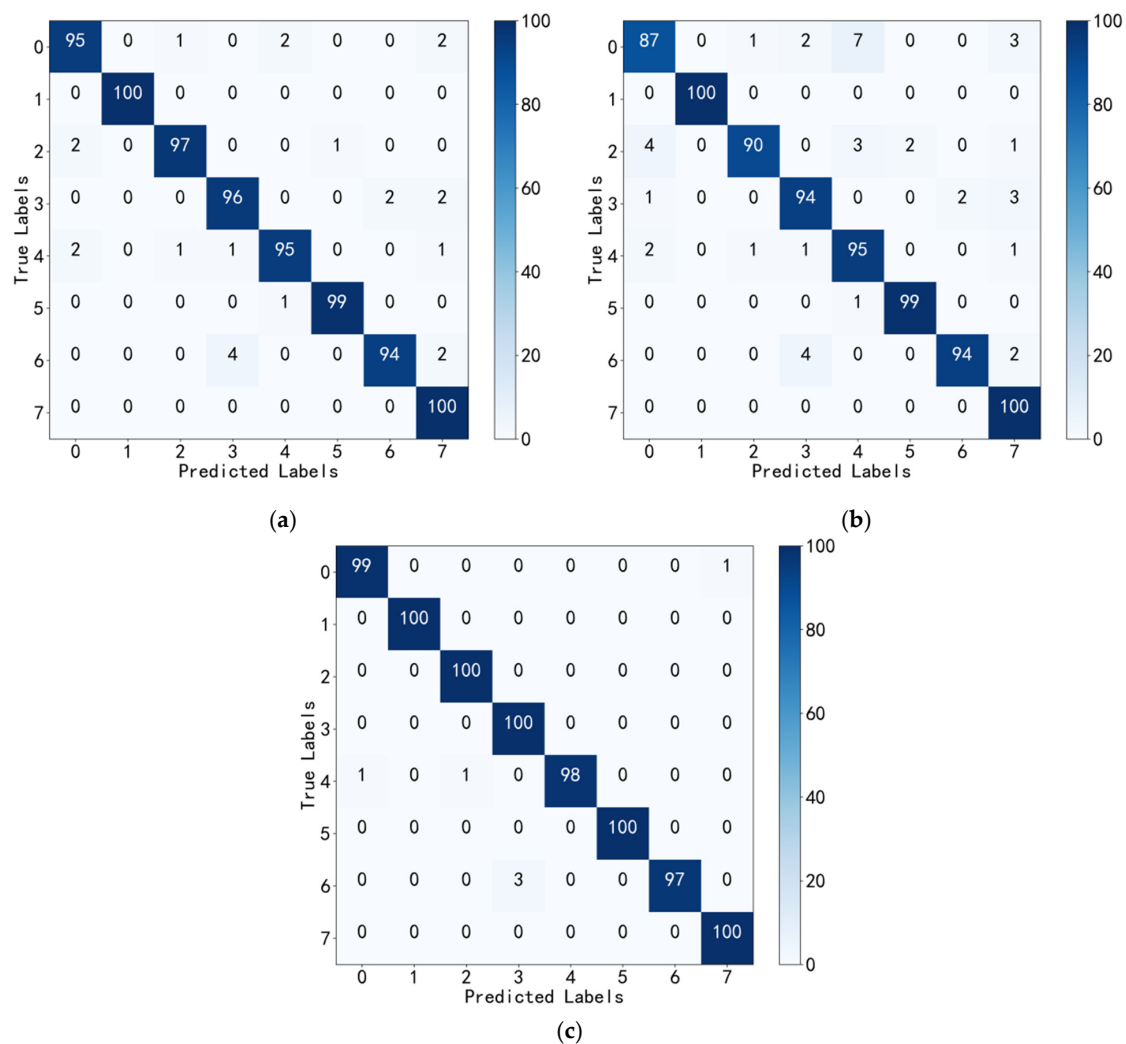 95 0 1 0 2 0 0 2 100
0
0 100 0 0 0 0 0 0
1 80
2 0 97 0 0 1 0 0
2
0 0 0 96 0 0 2 2 60
3
2 0 1 1 95 0 0 1 40
4
0 0 0 0 1 99 0 0
5
0 0 0 4 0 0 94 2 20
6
0 0 0 0 0 0 0 100
7 0
True Labels
0 1 2 3 4 5 6 7
Predicted Labels
(a)
87 0 1 2 7 0 0 3 100
0
0 100 0 0 0 0 0 0
1 80
4 0 90 0 3 2 0 1
2
1 0 0 94 0 0 2 3 60
3
2 0 1 1 95 0 0 1 40
4
0 0 0 0 1 99 0 0
5
0 0 0 4 0 0 94 2 20
6
0 0 0 0 0 0 0 100
7 0
True Labels
0 1 2 3 4 5 6 7
Predicted Labels
(b)
99 0 0 0 0 0 0 1 100
0
0 100 0 0 0 0 0 0
1 80
0 0 100 0 0 0 0 0
2
0 0 0 100 0 0 0 0 60
3
1 0 1 0 98 0 0 0 40
4
0 0 0 0 0 100 0 0
5
0 0 0 3 0 0 97 0 20
6
0 0 0 0 0 0 0 100
7 0
True Labels
0 1 2 3 4 5 6 7
Predicted Labels
(c)